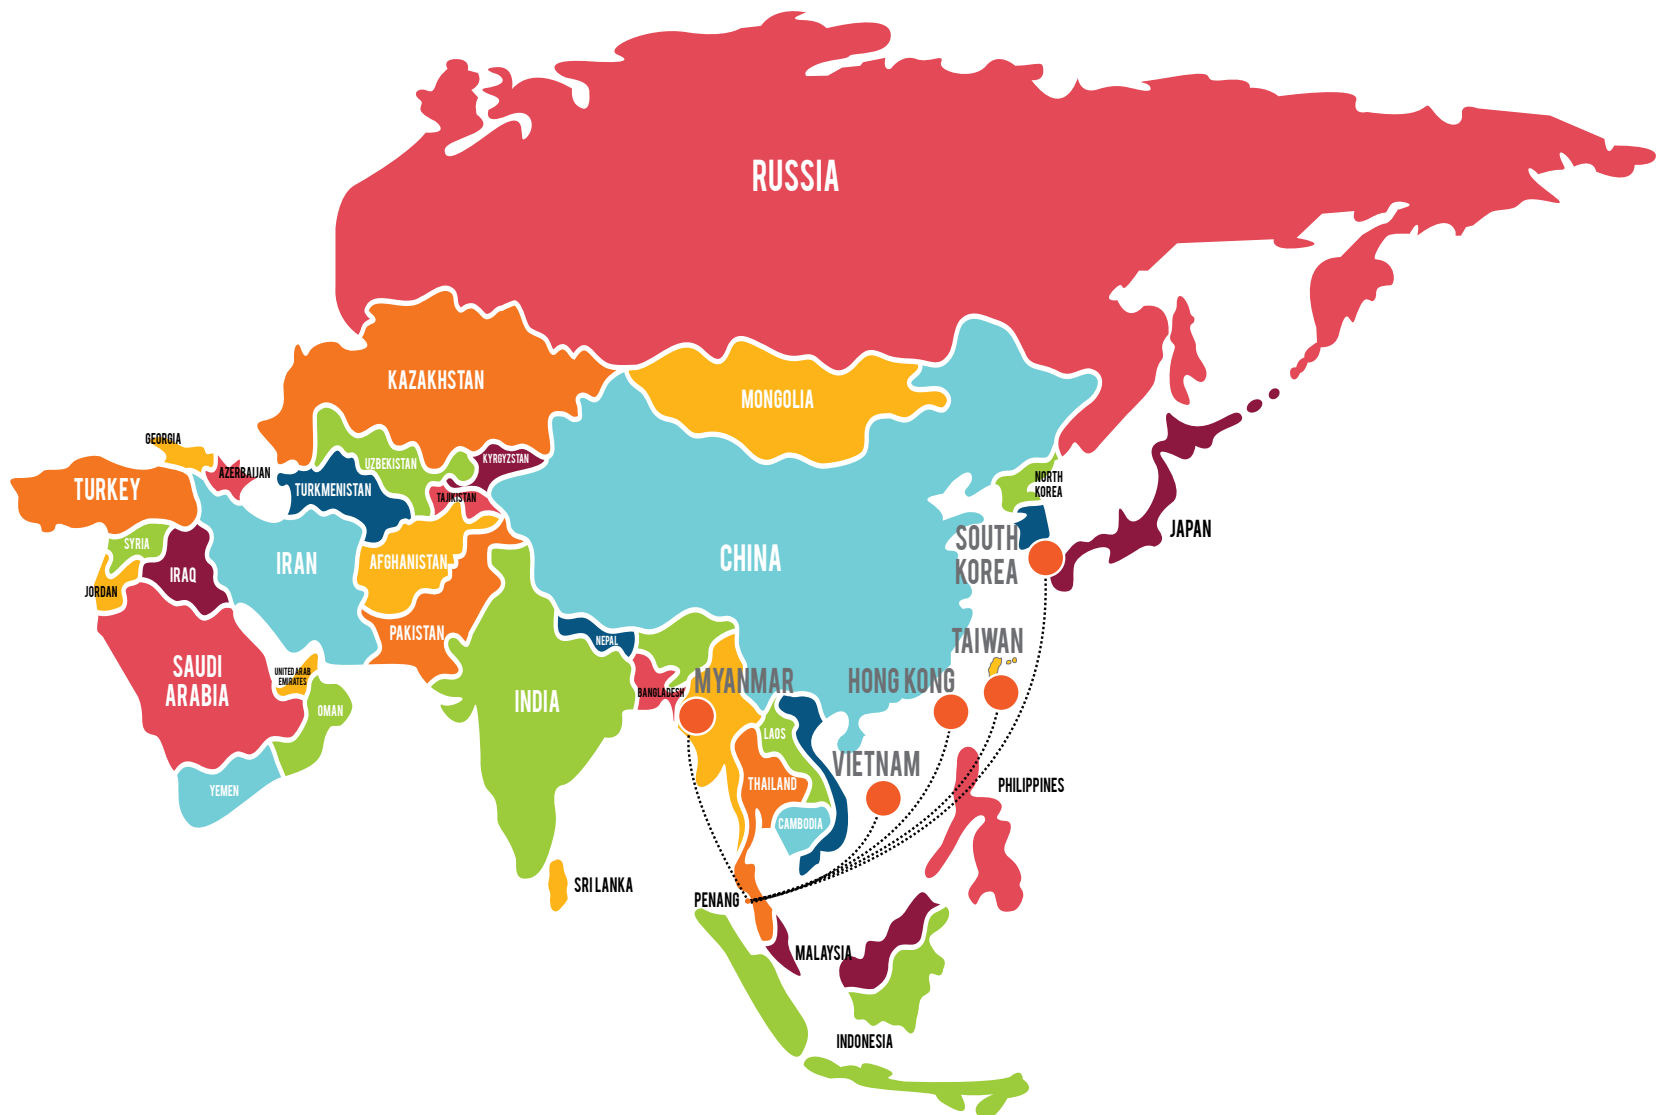 RUSSIA
KAZAKHSTAN
MONGOLIA
GEORGIA
AZERBAIJAN
UZBEKISTAN
KYRGYZSTAN
TURKEY
TURKMENISTAN
TAJIKISTAN
NORTH
KOREA
JAPAN
SYRIA
SOUTH
KOREA
IRAN
AFGHANISTAN
CHINA
IRAQ
JORDAN
PAKISTAN
NEPAL
TAIWAN
SAUDI
ARABIA
UNITED ARAB
EMIRATES
BANGLADESH
MYANMAR
HONG KONG
INDIA
OMAN
LAOS
VIETNAM
YEMEN
THAILAND
PHILIPPINES
CAMBODIA
SRI LANKA
PENANG
MALAYSIA
INDONESIA